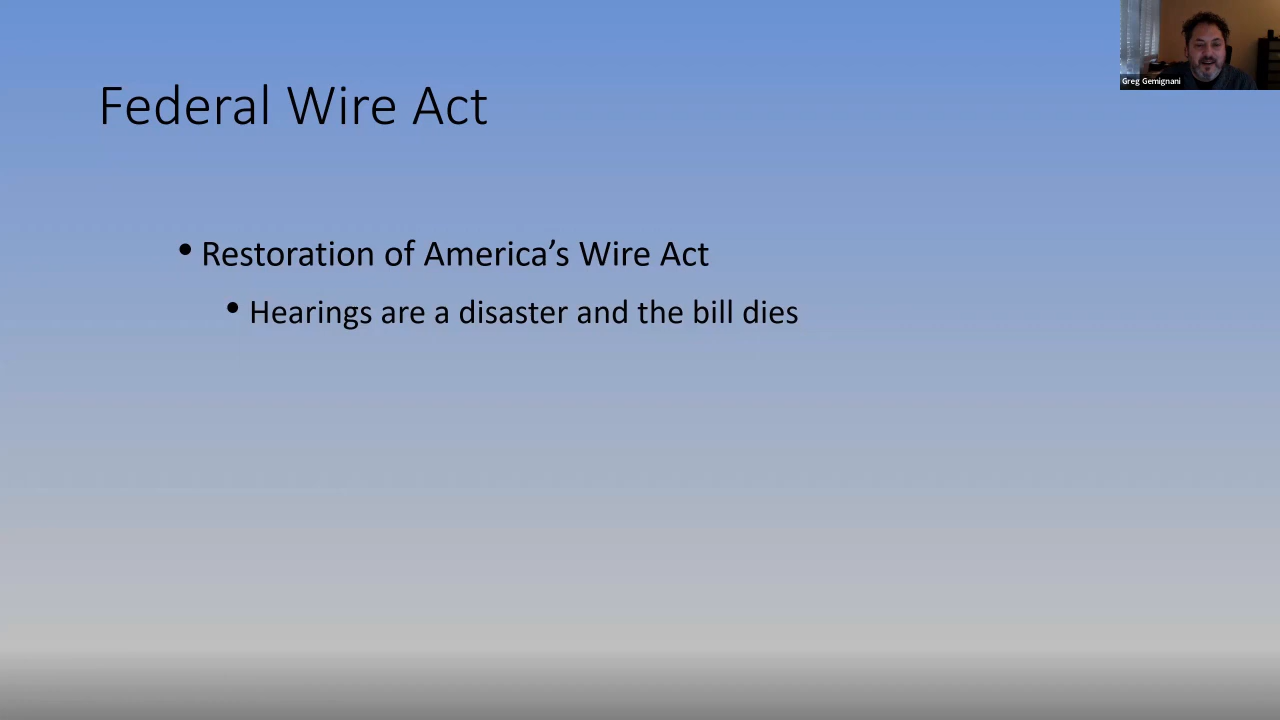 Greg Gemignani
Federal Wire Act
• Restoration of America’s Wire Act
• Hearings are a disaster and the bill dies